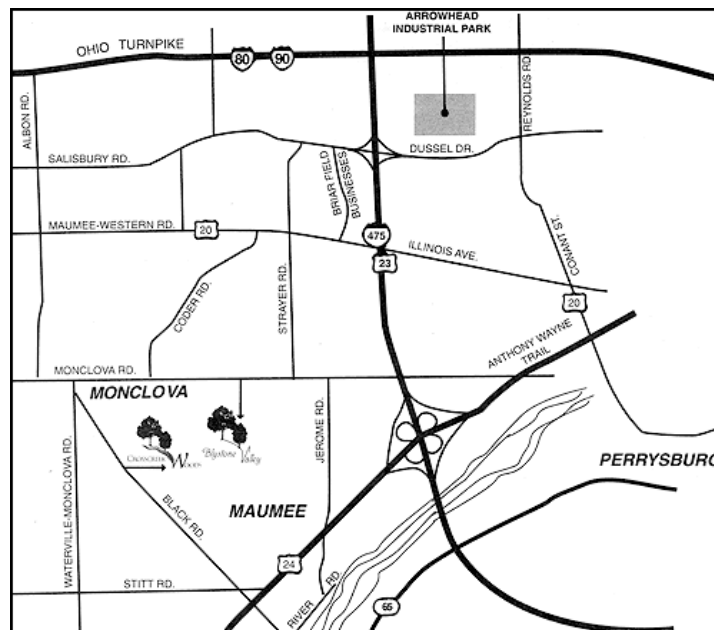 ARROWHEAD
INDUSTRIAL PARK
OHIO TURNPIKE
80
90
REYNOLDS RD.
ALBON RD.
SALISBURY RD.
DUSSEL DR.
BRIAR FIELD
BUSINESSES
MAUMEE-WESTERN RD.
20
475
23
ILLINOIS AVE.
CONANT ST.
20
CODER RD.
STRAYER RD.
ANTHONY WAYNE
TRAIL
MONCLOVA RD.
MONCLOVA
JEROME RD.
CROSSCREEK
WOODS
Blystone
Valley
WATERVILLE-MONCLOVA RD.
BLACK RD.
MAUMEE
PERRYSBURG
24
STITT RD.
RIVER RD.
65